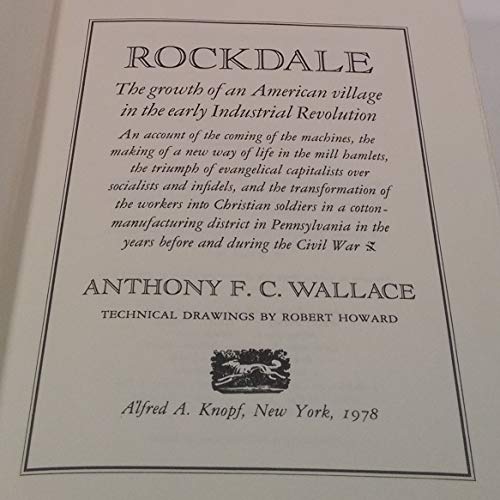 ROCKDALE
The growth of an American village
in the early Industrial Revolution
An account of the coming of the machines, the
making of a new way of life in the mill hamlets,
the triumph of evangelical capitalists over
socialists and infidels, and the transformation of
the workers into Christian soldiers in a cotton-
manufacturing district in Pennsylvania in the
years before and during the Civil War
ANTHONY F. C. WALLACE
TECHNICAL DRAWINGS BY ROBERT HOWARD
Alfred A. Knopf, New York, 1978